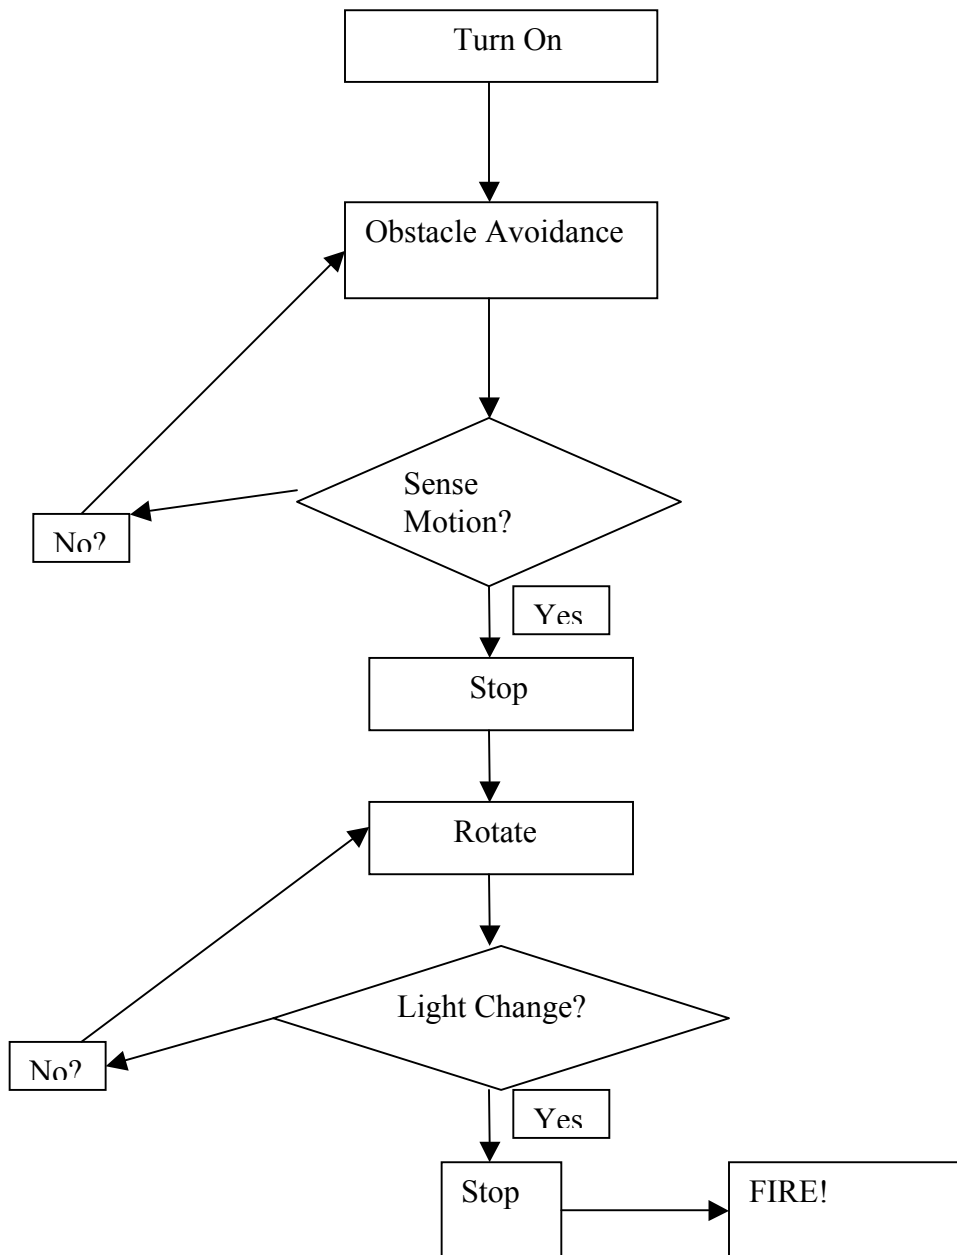 Turn On
Obstacle Avoidance
Sense
Motion?
No?
Yes
Stop
Rotate
Light Change?
No?
Yes
Stop
FIRE!